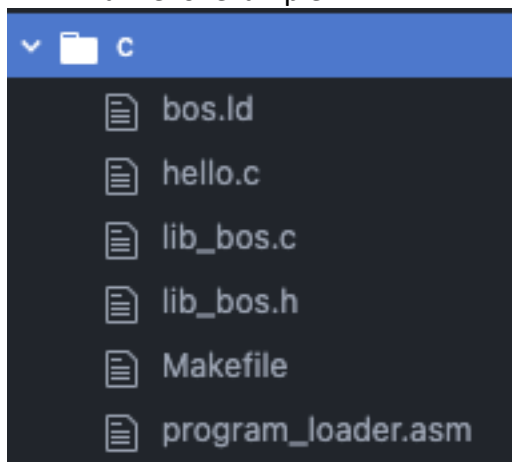 c
bos.ld
hello.c
lib_bos.c
lib_bos.h
Makefile
program_loader.asm